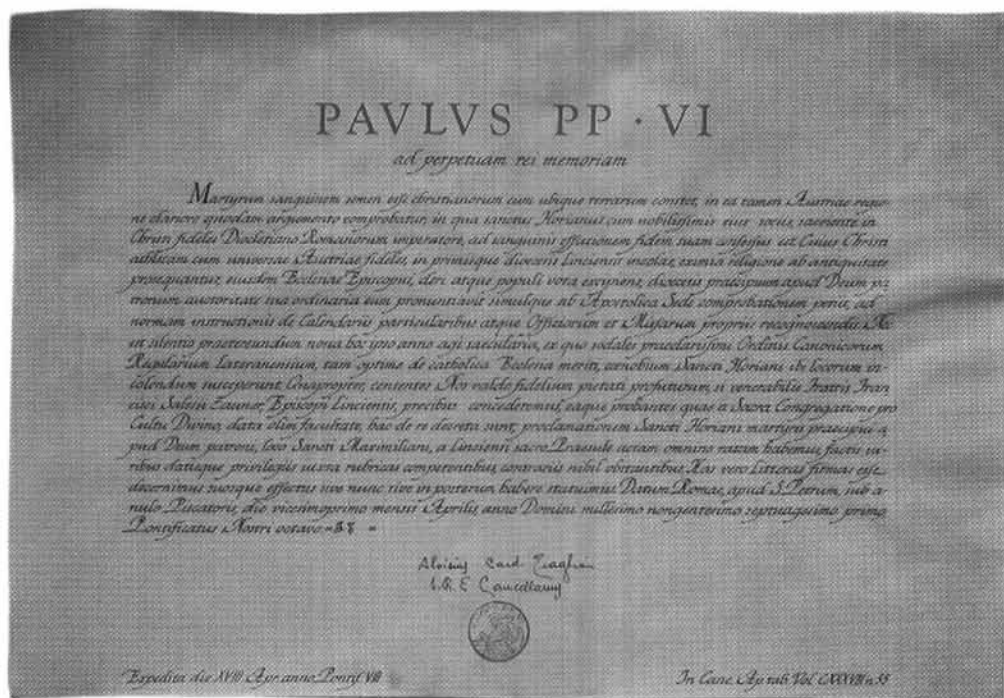 PAVLVS PP · VI
ad perpetuam rei memoriam
Martyrum sanguinem semen esse christianorum cum ubique terrarum constet, in ea tamen Austriae regio-
ne clariore quodam argumento comprobatur, in qua sanctus Florianus cum nobilissimis eius sociis, saeviente in
Christi fideles Diocletiano Romanorum imperatore, ad sanguinis effusionem fidem suam confessus est. Cuius Christi
athletam cum universae Austriae fideles, in primisque dioecesis Linciensis incolae, eximia religione ab antiquitate
prosequantur, eiusdem Ecclesiae Episcopus, cleri atque populi vota excipiens, dioecesis praecipuum apud Deum pa
tronum auctoritate sua ordinaria eum pronuntiavit simulque ab Apostolica Sede comprobationem petiit, ad
normam instructionis de Calendariis particularibus atque Officiorum et Missarum propriis recognoscendis. Ne
est silentio praetereundum nona hoc ipso anno agi saecularia, ex quo sodales praeclarissimi Ordinis Canonicorum
Regularium Lateranensium, tam optime de catholica Ecclesia meriti, coenobium Sancti Floriani ibi locorum in-
colendum susceperunt. Quapropter, censentes Nos valde fidelium pietati profuturum, si venerabilis Fratris Fran
cisci Salesii Zauner, Episcopi Linciensis, precibus concederemus, eaque probantes quae a Sacra Congregatione pro
Cultu Divino, data olim facultate, hac de re decreta sunt, proclamationem Sancti Floriani martyris praecipui a
pud Deum patroni, loco Sancti Maximiliani, a Linciensi sacro Praesule actam omnino ratam habemus, factis iu
ribus datisque privilegiis iuxta rubricas competentibus, contrariis nihil obstantibus. Has vero Litteras firmas esse
decernimus suosque effectus sive nunc sive in posterum habere statuimus. Datum Romae, apud S. Petrum, sub a-
nulo Piscatoris, die vicesimoprimo mensis Aprilis, anno Domini millesimo nongentesimo septuagesimo primo,
Pontificatus Nostri octavo
Aloisius Card Traglia
S.R.E Cancellarius
Expedita die XVIII Apr. anno Pontif. VIII
In Canc. Ap. tab. Vol. CXXXVII n. 55